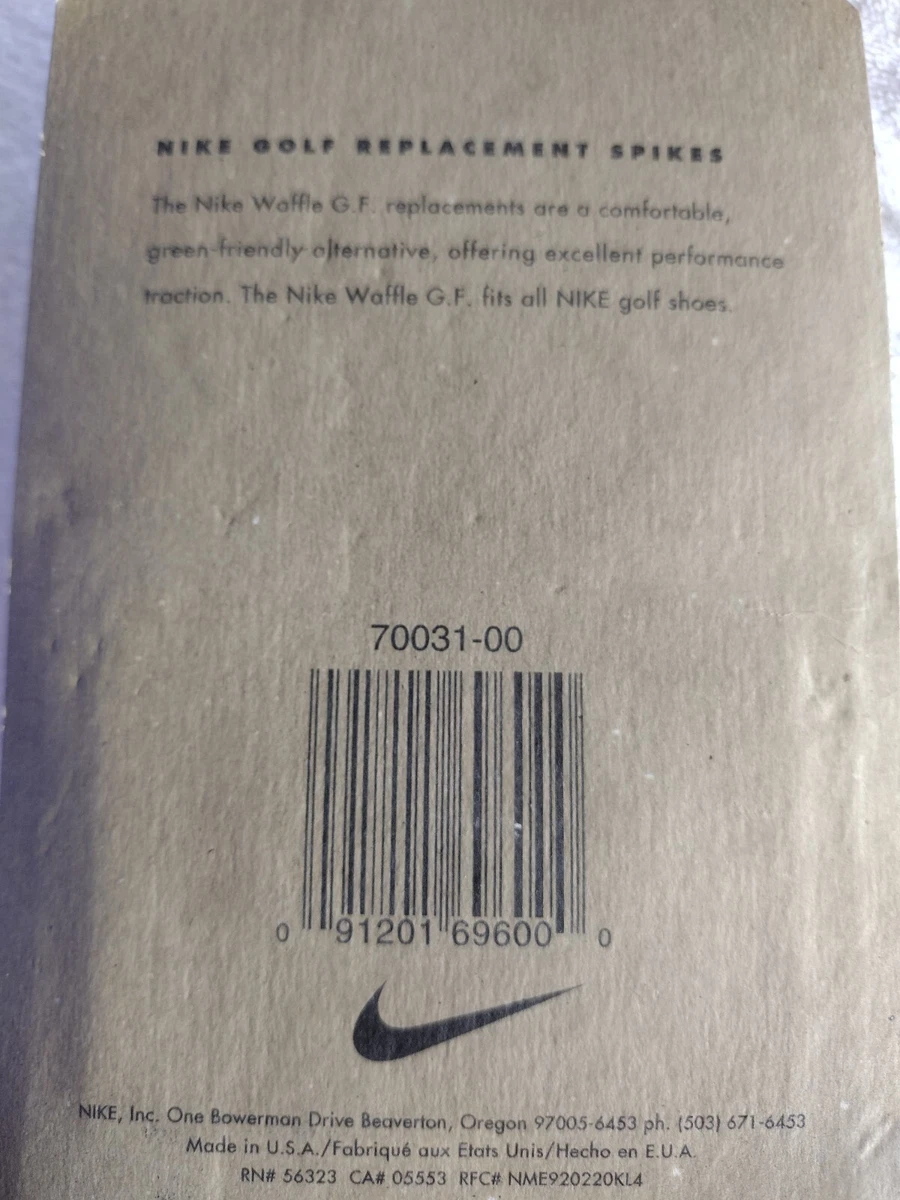 NIKE GOLF REPLACEMENT SPIKES
The Nike Waffle G.F. replacements are a comfortable,
green-friendly alternative, offering excellent performance
traction. The Nike Waffle G.F. fits all NIKE golf shoes.
70031-00
0 91201 69600 0
NIKE, Inc. One Bowerman Drive Beaverton, Oregon 97005-6453 ph. (503) 671-6453
Made in U.S.A./Fabriqué aux Etats Unis/Hecho en E.U.A.
RN# 56323 CA# 05553 RFC# NME920220KL4